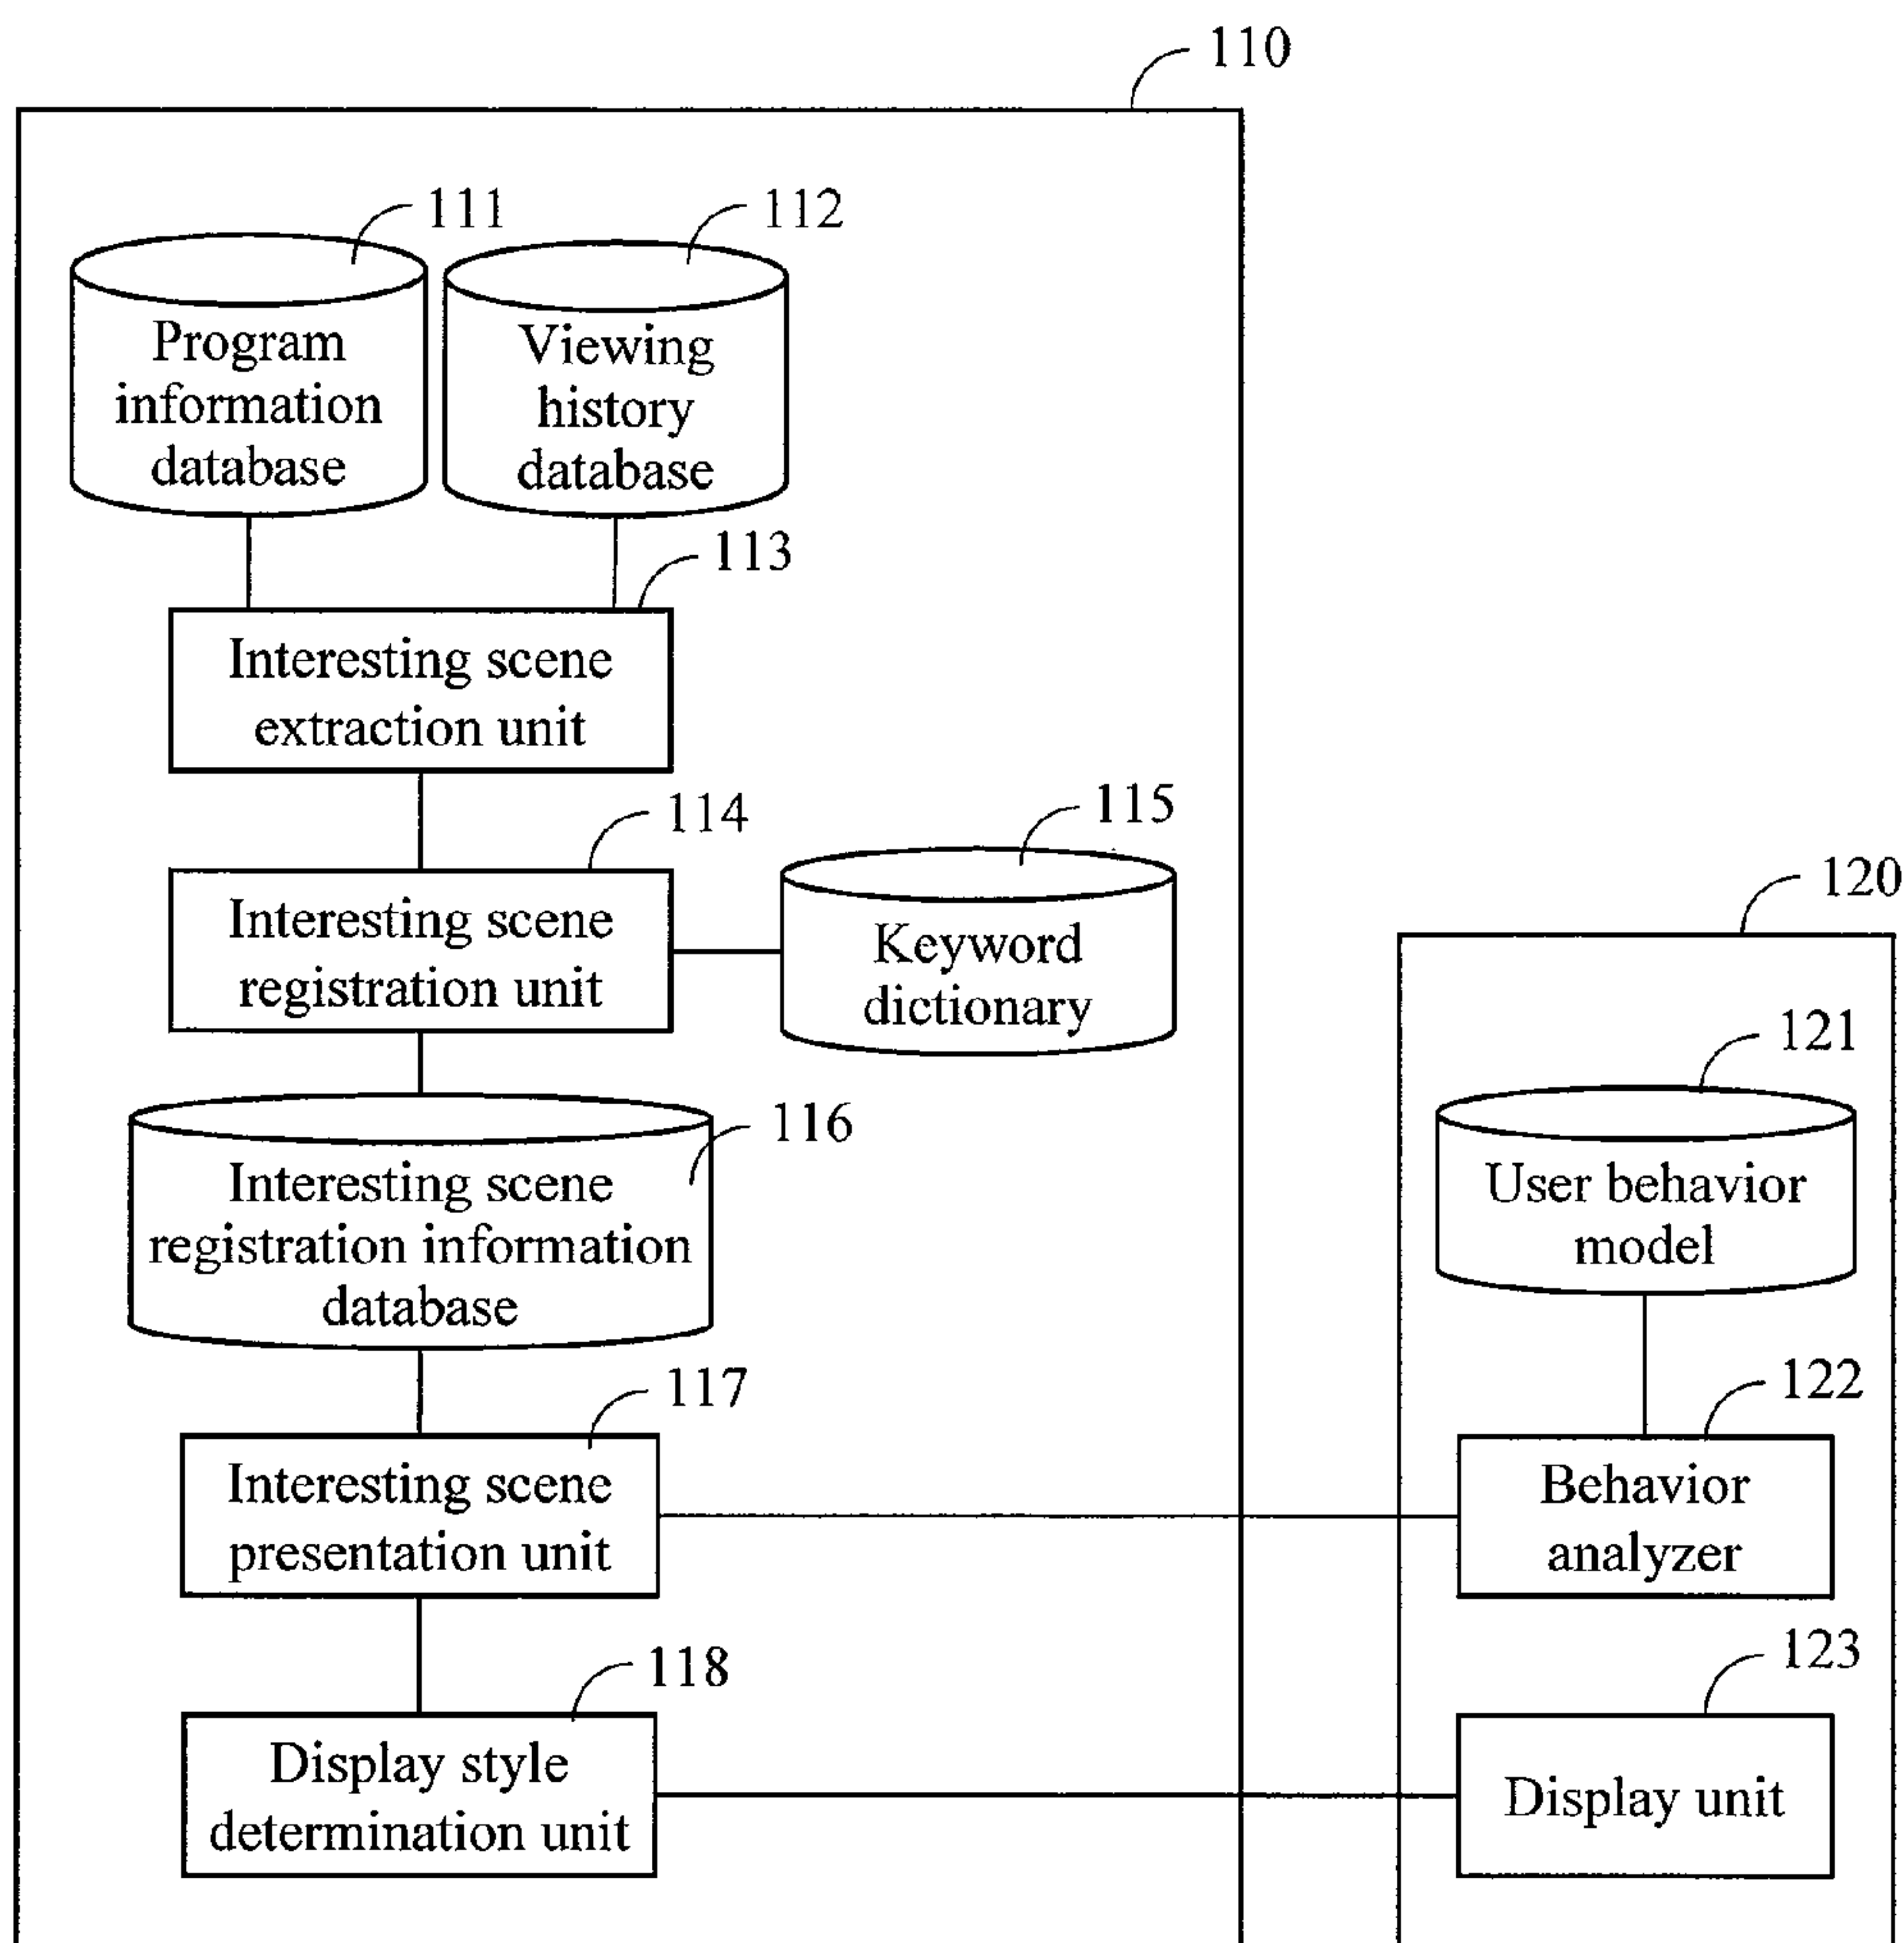 110
111
112
Program
information
database
Viewing
history
database
113
Interesting scene
extraction unit
114
Interesting scene
registration unit
115
Keyword
dictionary
116
Interesting scene
registration information
database
117
Interesting scene
presentation unit
118
Display style
determination unit
120
121
User behavior
model
122
Behavior
analyzer
123
Display unit